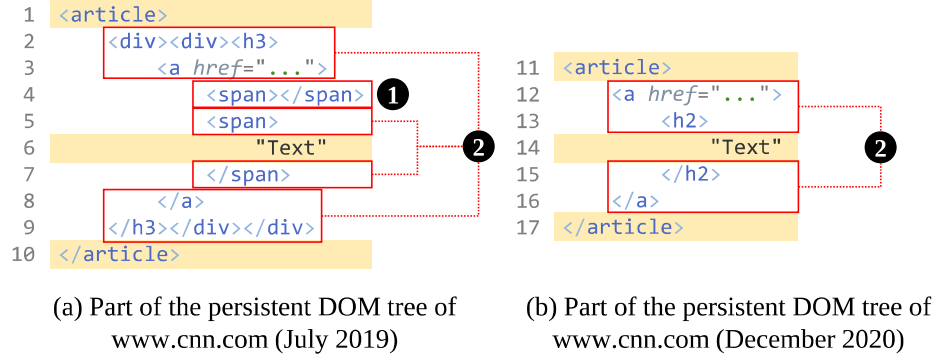 1 <article>
2 <div><div><h3>
3 <a href="...">
4 <span></span> 1
5 <span>
6 "Text" 2
7 </span>
8 </a>
9 </h3></div></div>
10 </article>
(a) Part of the persistent DOM tree of
www.cnn.com (July 2019)
11 <article>
12 <a href="...">
13 <h2>
14 "Text" 2
15 </h2>
16 </a>
17 </article>
(b) Part of the persistent DOM tree of
www.cnn.com (December 2020)